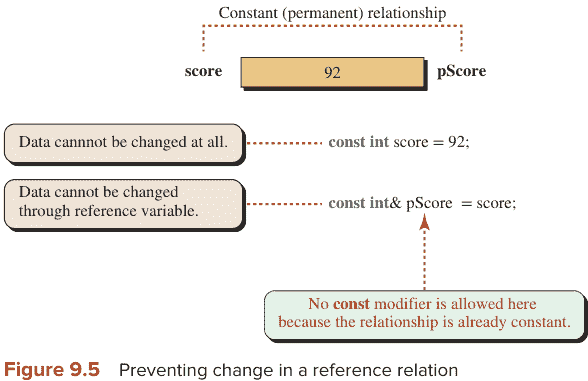 Constant (permanent) relationship
score 92 pScore
Data cannnot be changed at all. const int score = 92;
Data cannot be changed
through reference variable.
const int& pScore = score;
No const modifier is allowed here
because the relationship is already constant.
Figure 9.5 Preventing change in a reference relation